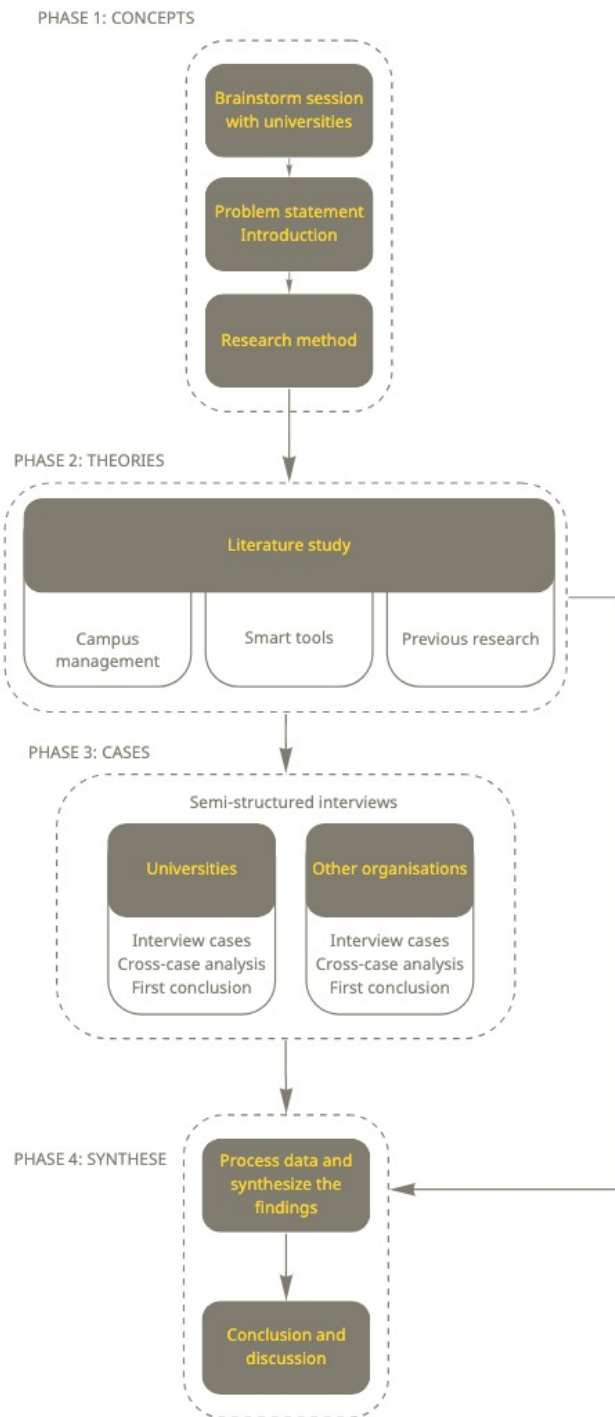 PHASE 1: CONCEPTS
Brainstorm session
with universities
Problem statement
Introduction
Research method
PHASE 2: THEORIES
Literature study
Campus
management
Smart tools
Previous research
PHASE 3: CASES
Semi-structured interviews
Universities
Interview cases
Cross-case analysis
First conclusion
Other organisations
Interview cases
Cross-case analysis
First conclusion
PHASE 4: SYNTHESE
Process data and
synthesize the
findings
Conclusion and
discussion